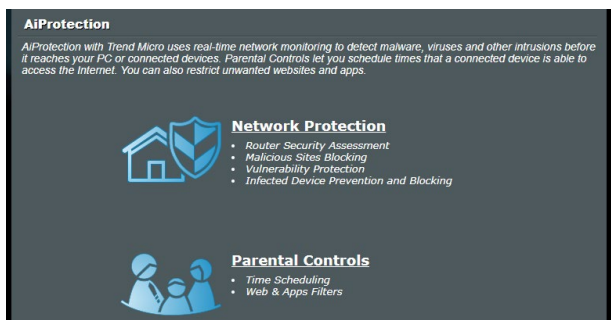 AiProtection
AiProtection with Trend Micro uses real-time network monitoring to detect malware, viruses and other intrusions before
it reaches your PC or connected devices. Parental Controls let you schedule times that a connected device is able to
access the Internet. You can also restrict unwanted websites and apps.
Network Protection
• Router Security Assessment
• Malicious Sites Blocking
• Vulnerability Protection
• Infected Device Prevention and Blocking
Parental Controls
• Time Scheduling
• Web & Apps Filters